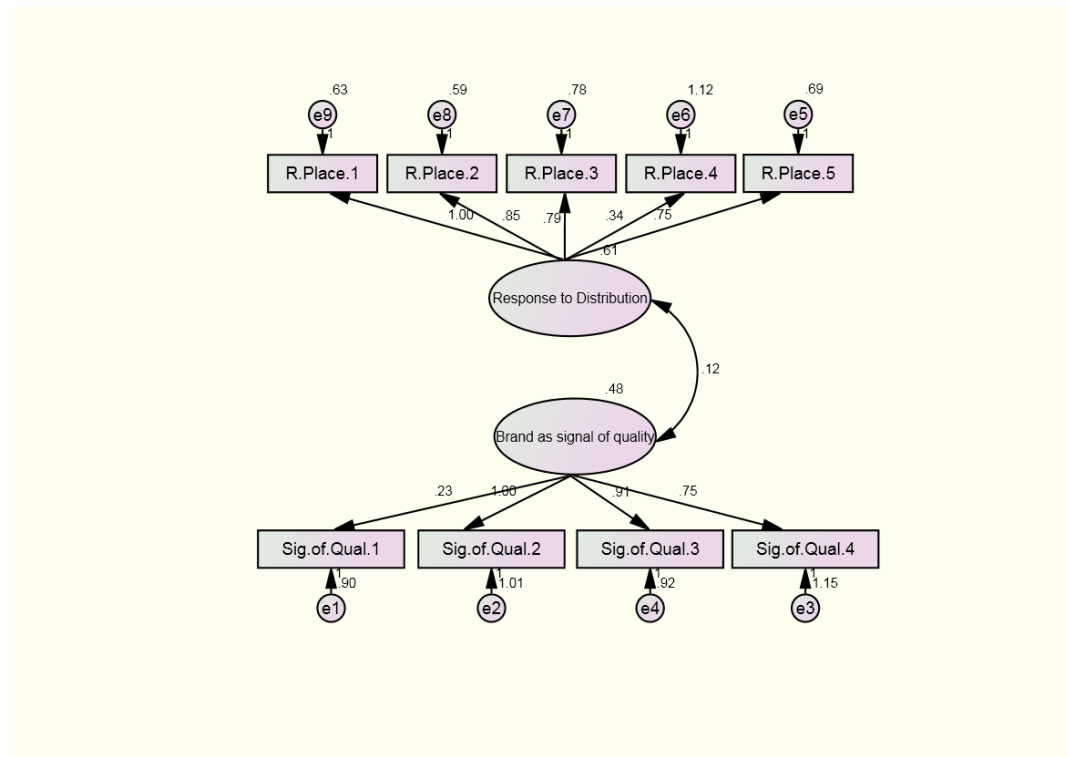 .63 .59 .78 1.12 .69
e9 e8 e7 e6 e5
1 1 1 1 1
R.Place.1 R.Place.2 R.Place.3 R.Place.4 R.Place.5
1.00 .85 .79 .34 .75
.61
Response to Distribution
.12
.48
Brand as signal of quality
.23 1.00 .91 .75
Sig.of.Qual.1 Sig.of.Qual.2 Sig.of.Qual.3 Sig.of.Qual.4
1 1 1 1
.90 1.01 .92 1.15
e1 e2 e4 e3